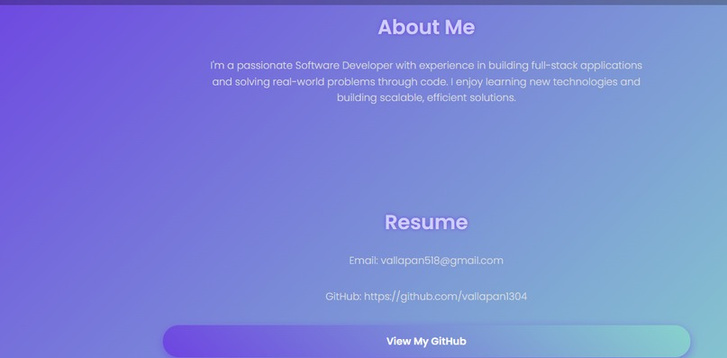 About Me
I'm a passionate Software Developer with experience in building full-stack applications
and solving real-world problems through code. I enjoy learning new technologies and
building scalable, efficient solutions.
Resume
Email: vallapan518@gmail.com
GitHub: https://github.com/vallapan1304
View My GitHub